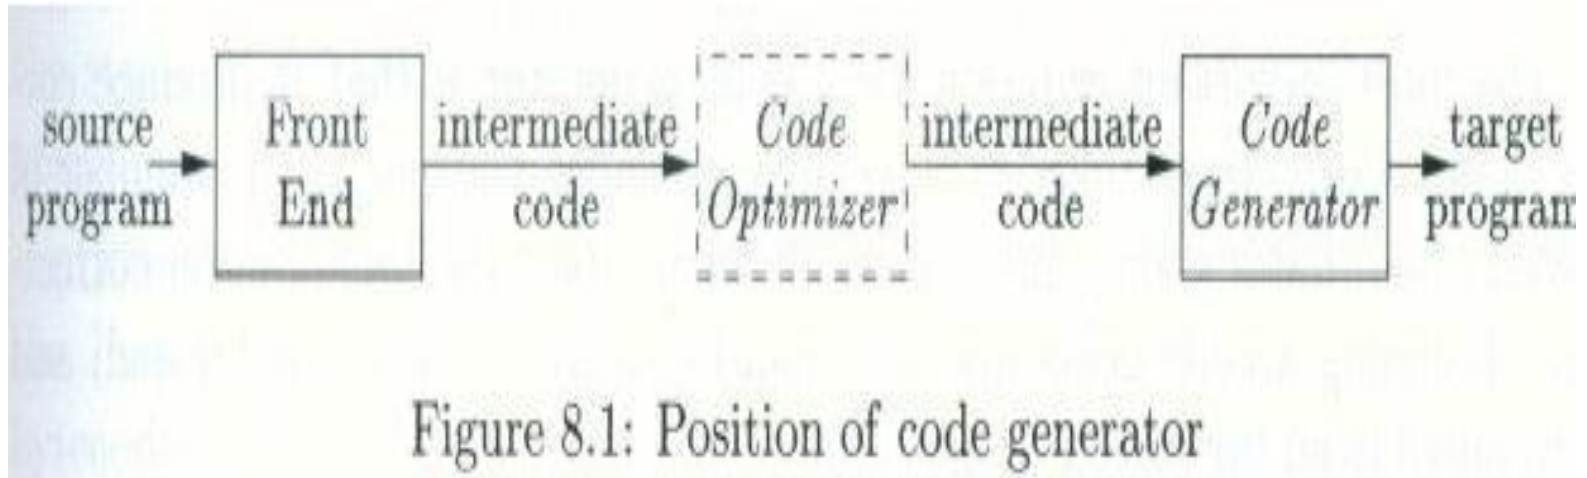 source
program
Front
End
intermediate
code
Code
Optimizer
intermediate
code
Code
Generator
target
program
Figure 8.1: Position of code generator